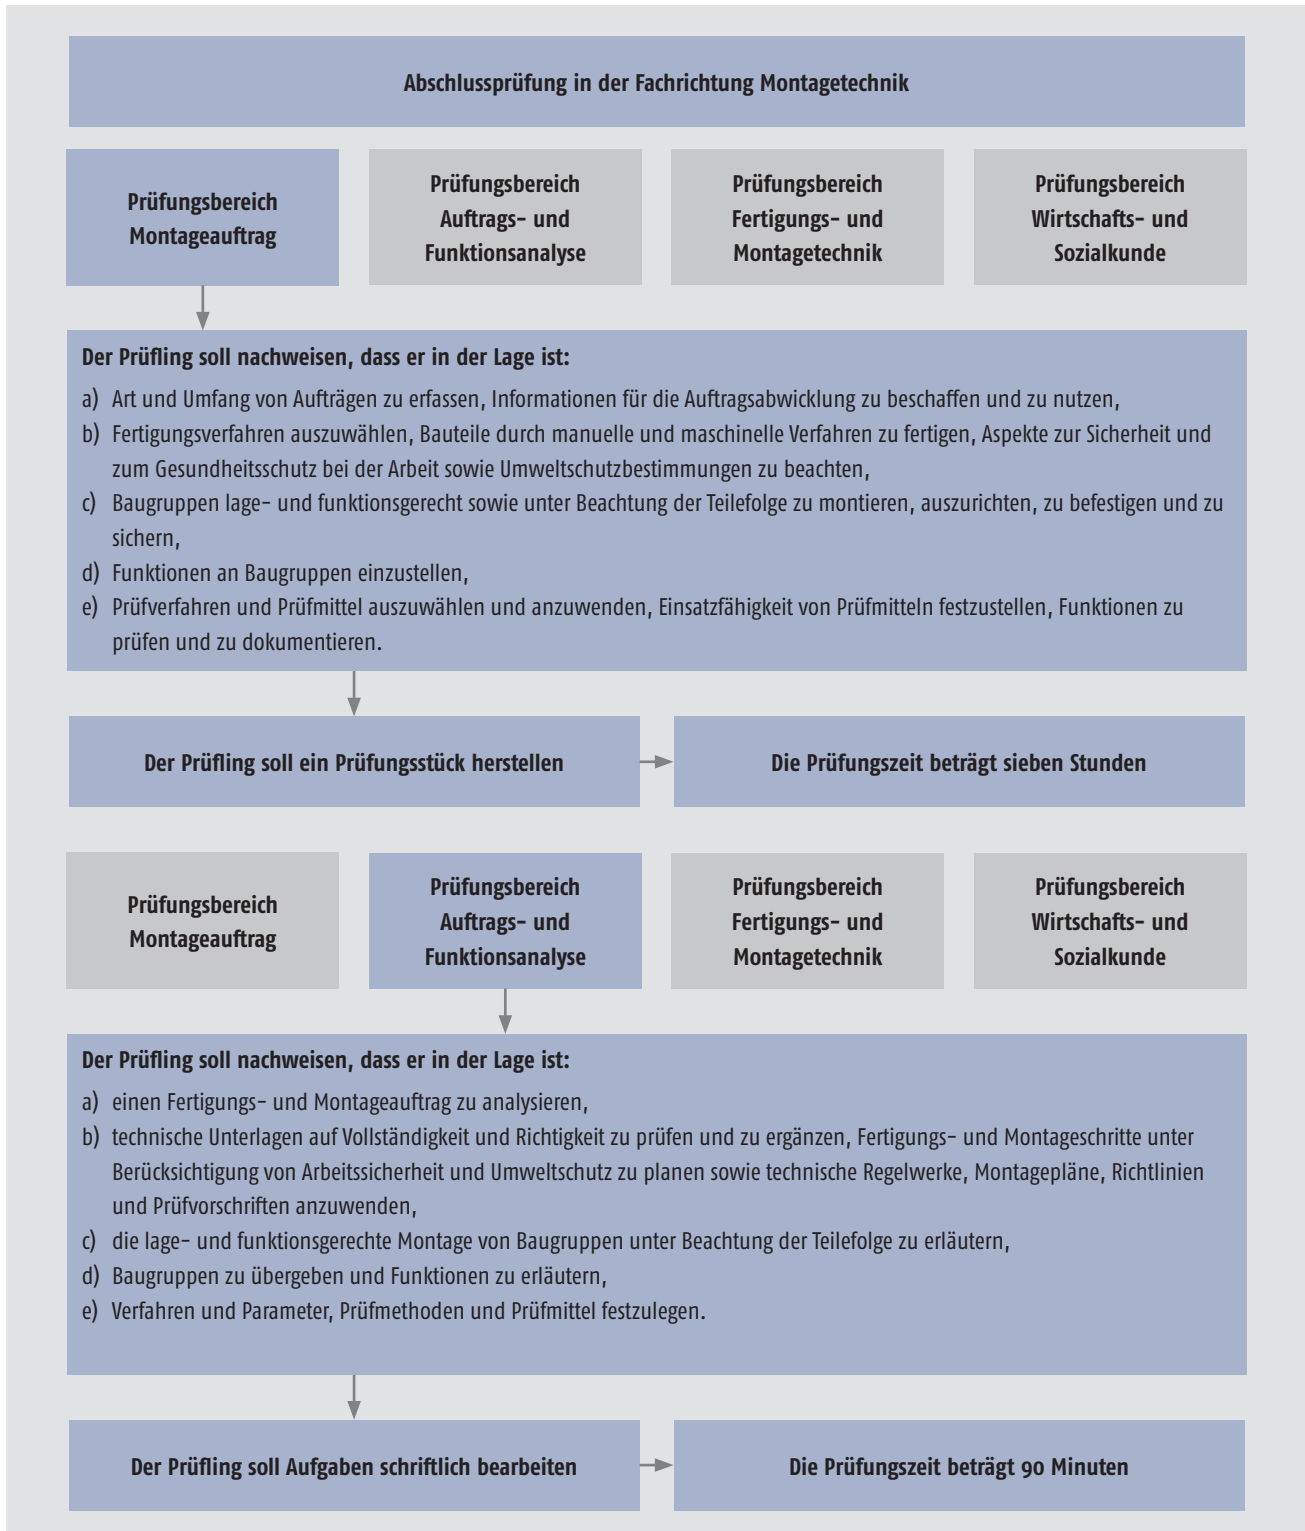 Abschlussprüfung in der Fachrichtung Montagetechnik
Prüfungsbereich
Montageauftrag
Prüfungsbereich
Auftrags- und
Funktionsanalyse
Prüfungsbereich
Fertigungs- und
Montagetechnik
Prüfungsbereich
Wirtschafts- und
Sozialkunde
Der Prüfling soll nachweisen, dass er in der Lage ist:
a) Art und Umfang von Aufträgen zu erfassen, Informationen für die Auftragsabwicklung zu beschaffen und zu nutzen,
b) Fertigungsverfahren auszuwählen, Bauteile durch manuelle und maschinelle Verfahren zu fertigen, Aspekte zur Sicherheit und
zum Gesundheitsschutz bei der Arbeit sowie Umweltschutzbestimmungen zu beachten,
c) Baugruppen lage- und funktionsgerecht sowie unter Beachtung der Teilefolge zu montieren, auszurichten, zu befestigen und zu
sichern,
d) Funktionen an Baugruppen einzustellen,
e) Prüfverfahren und Prüfmittel auszuwählen und anzuwenden, Einsatzfähigkeit von Prüfmitteln festzustellen, Funktionen zu
prüfen und zu dokumentieren.
Der Prüfling soll ein Prüfungsstück herstellen
Die Prüfungszeit beträgt sieben Stunden
Prüfungsbereich
Montageauftrag
Prüfungsbereich
Auftrags- und
Funktionsanalyse
Prüfungsbereich
Fertigungs- und
Montagetechnik
Prüfungsbereich
Wirtschafts- und
Sozialkunde
Der Prüfling soll nachweisen, dass er in der Lage ist:
a) einen Fertigungs- und Montageauftrag zu analysieren,
b) technische Unterlagen auf Vollständigkeit und Richtigkeit zu prüfen und zu ergänzen, Fertigungs- und Montageschritte unter
Berücksichtigung von Arbeitssicherheit und Umweltschutz zu planen sowie technische Regelwerke, Montagepläne, Richtlinien
und Prüfvorschriften anzuwenden,
c) die lage- und funktionsgerechte Montage von Baugruppen unter Beachtung der Teilefolge zu erläutern,
d) Baugruppen zu übergeben und Funktionen zu erläutern,
e) Verfahren und Parameter, Prüfmethoden und Prüfmittel festzulegen.
Der Prüfling soll Aufgaben schriftlich bearbeiten
Die Prüfungszeit beträgt 90 Minuten